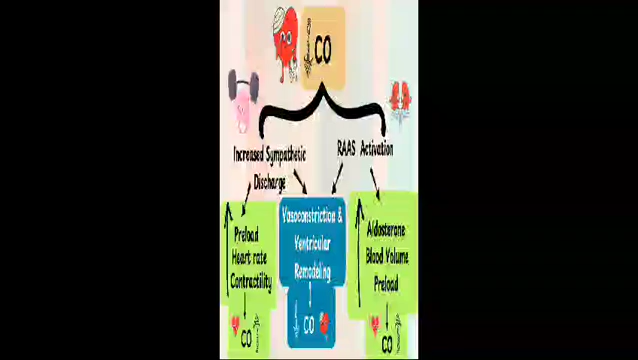 CO
Increased Sympathetic
Discharge
RAAS Activation
Preload
Heart rate
Contractility
CO
Vasoconstriction &
Ventricular
Remodeling
CO
Aldosterone
Blood Volume
Preload
CO